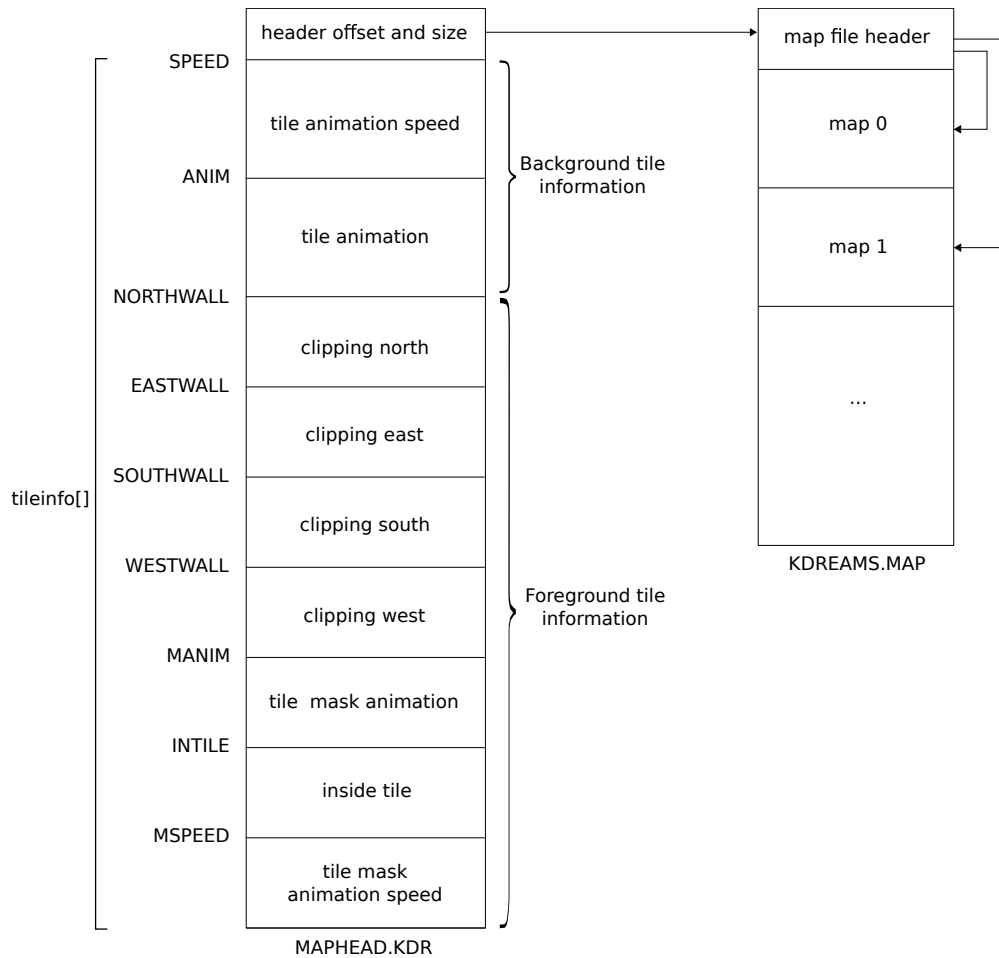 header offset and size
map file header
SPEED
tile animation speed
map 0
Background tile
information
ANIM
tile animation
map 1
NORTHWALL
clipping north
EASTWALL
...
clipping east
SOUTHWALL
tileinfo[]
clipping south
WESTWALL
KDREAMS.MAP
Foreground tile
information
clipping west
MANIM
tile  mask animation
INTILE
inside tile
MSPEED
tile mask
animation speed
MAPHEAD.KDR